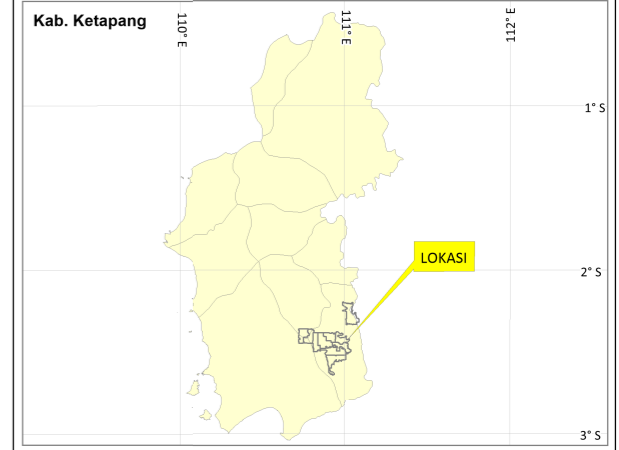 Kab. Ketapang
110° E
111° E
112° E
1° S
LOKASI
2° S
3° S